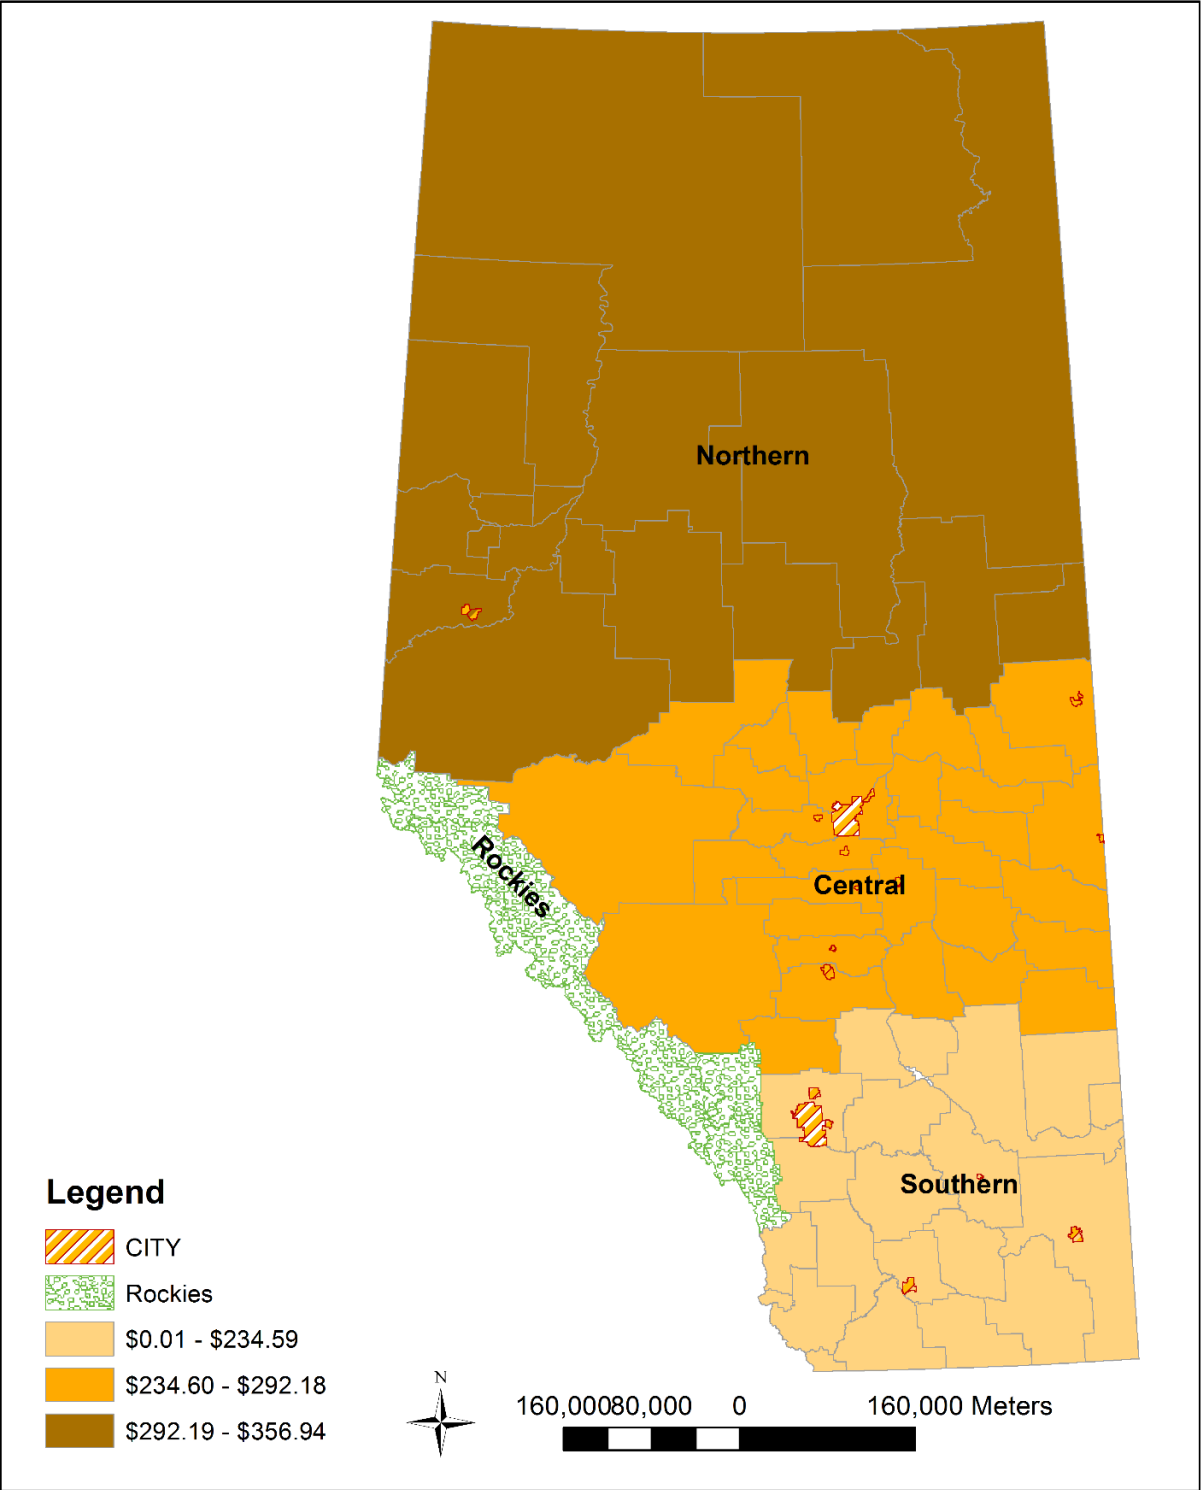 Northern
Rockies
Central
Southern
Legend
CITY
Rockies
$0.01 - $234.59
$234.60 - $292.18
$292.19 - $356.94
N
160,00080,000 0 160,000 Meters